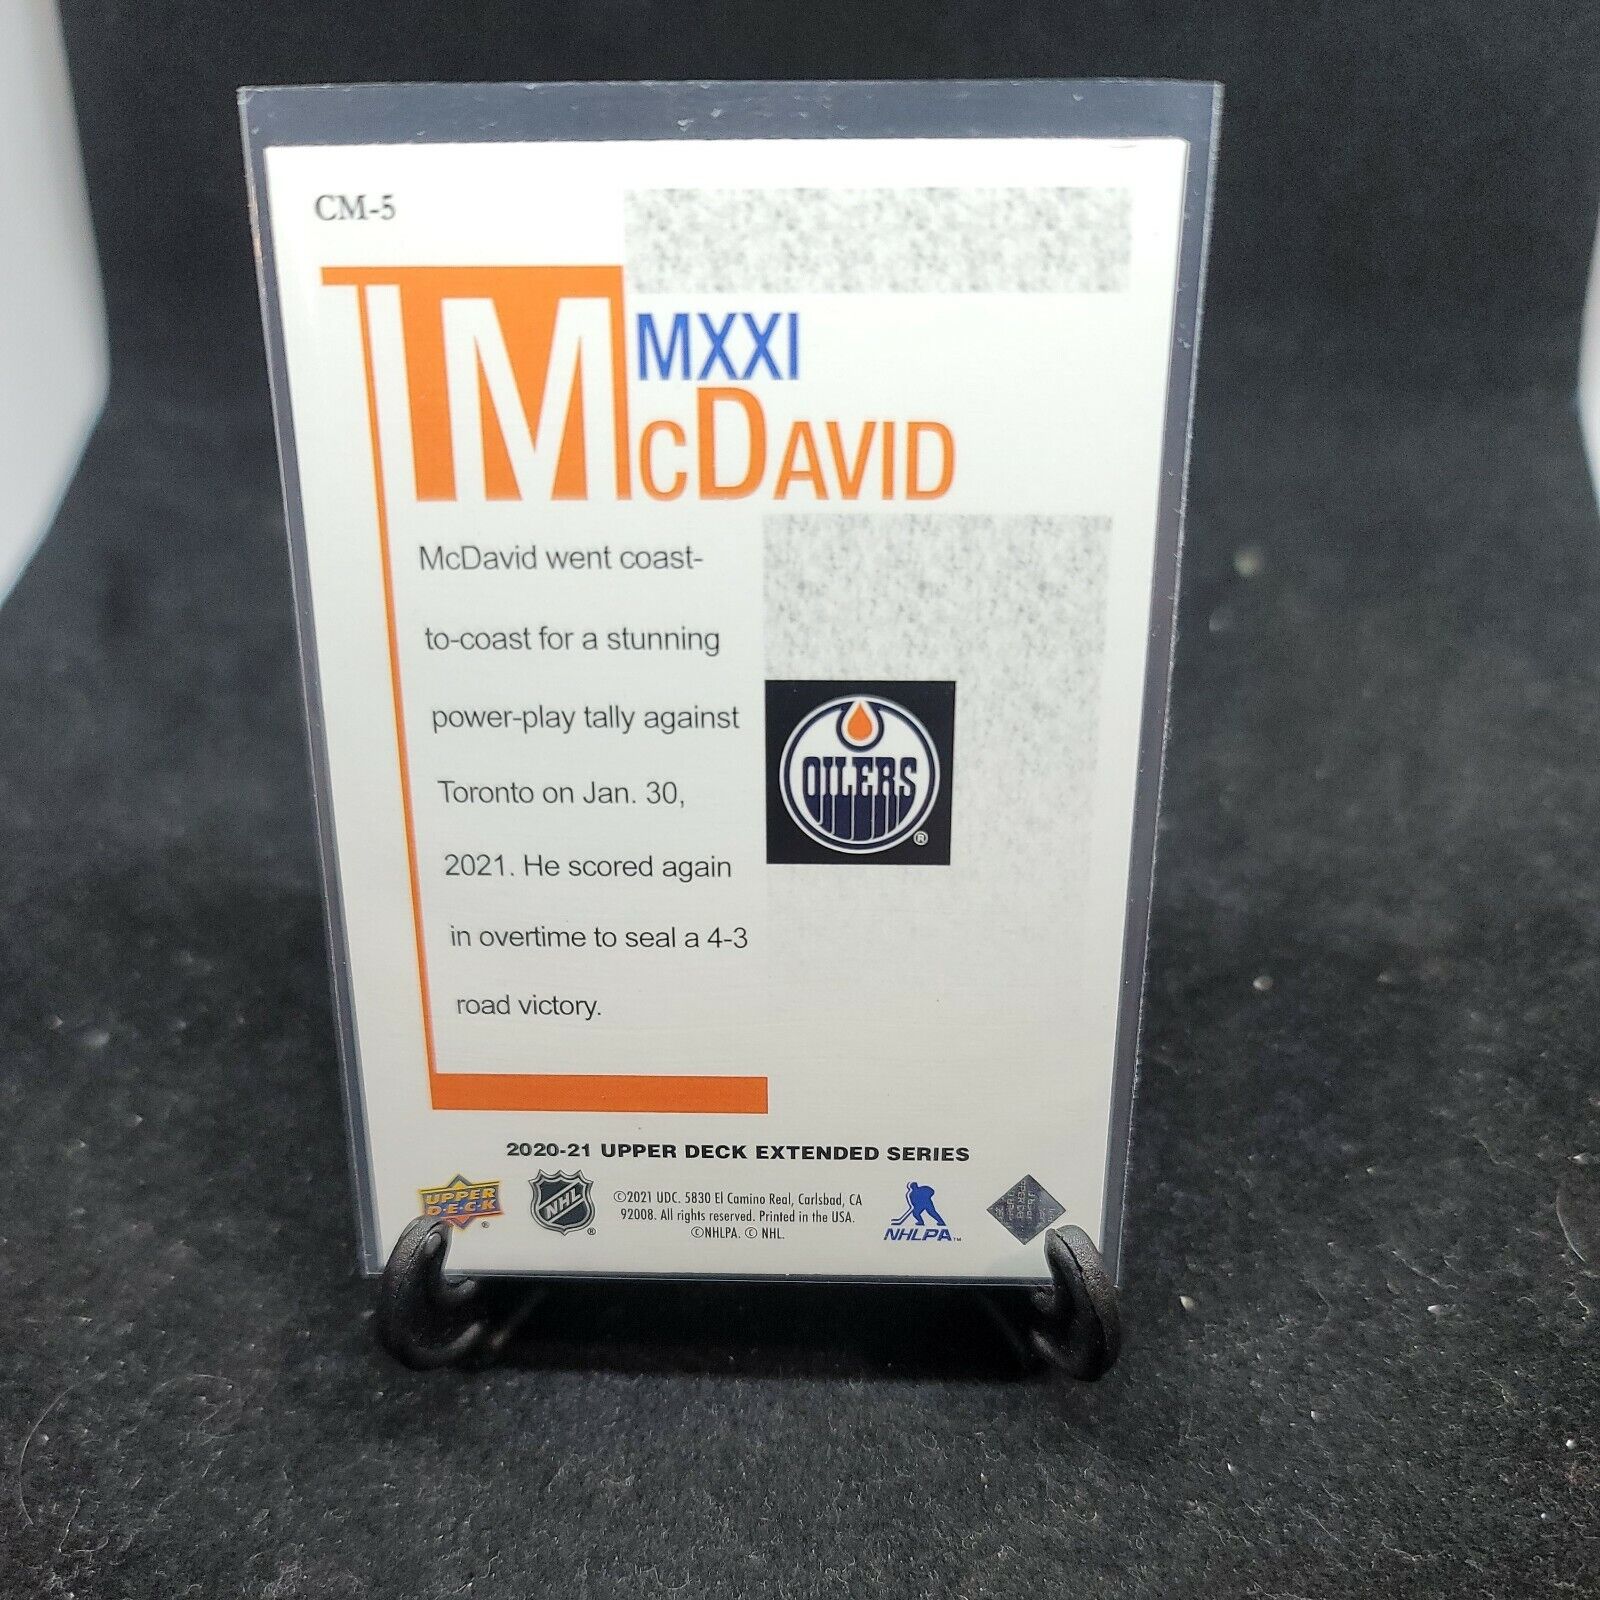 CM-5
MMXXI
McDAVID
McDavid went coast-
to-coast for a stunning
power-play tally against
Toronto on Jan. 30,
2021. He scored again
in overtime to seal a 4-3
road victory.
OILERS
®
2020-21 UPPER DECK EXTENDED SERIES
UPPER
D·E·C·K
®
NHL
®
©2021 UDC. 5830 El Camino Real, Carlsbad, CA
92008. All rights reserved. Printed in the USA.
©NHLPA. © NHL.
NHLPA™